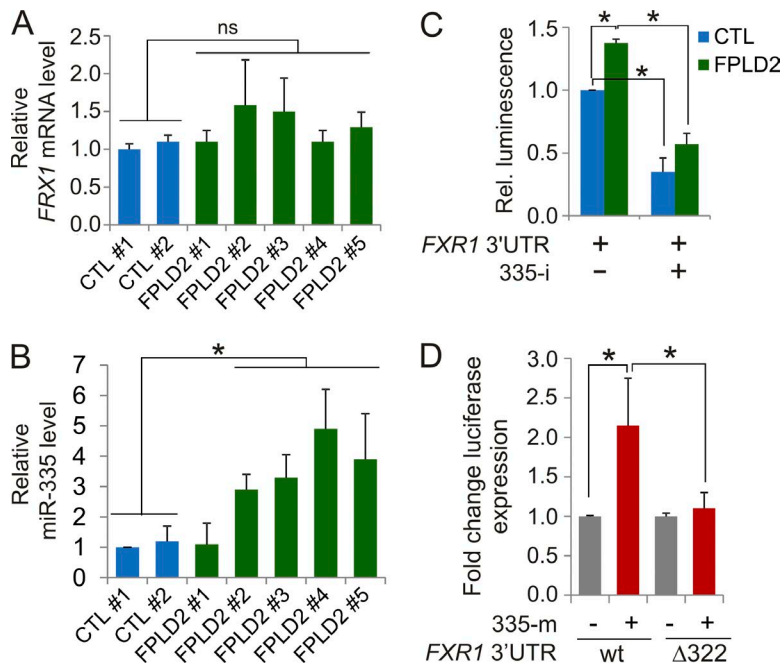 A
Relative
FRX1 mRNA level
2.5
2.0
1.5
1.0
0.5
0.0
ns
CTL #1
CTL #2
FPLD2 #1
FPLD2 #2
FPLD2 #3
FPLD2 #4
FPLD2 #5
B
Relative
miR-335 level
7
6
5
4
3
2
1
0
*
CTL #1
CTL #2
FPLD2 #1
FPLD2 #2
FPLD2 #3
FPLD2 #4
FPLD2 #5
C
Rel. luminescence
1.5
1.0
0.5
0.0
* *
*
CTL
FPLD2
FXR1 3'UTR + +
335-i – +
D
Fold change luciferase
expression
3.0
2.5
2.0
1.5
1.0
0.5
0.0
* *
335-m - + - +
FXR1 3'UTR wt Δ322